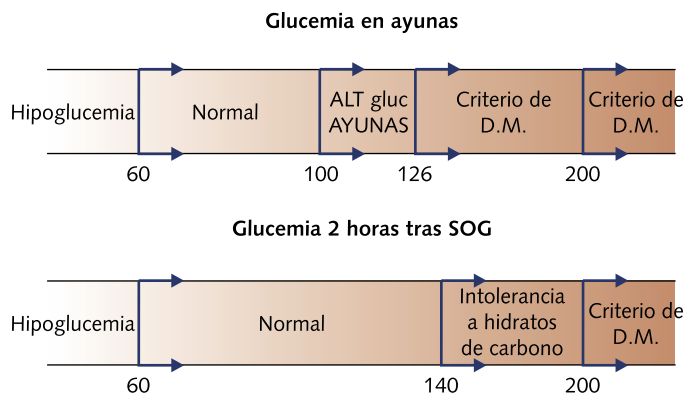 Glucemia en ayunas
Hipoglucemia
Normal
ALT gluc
AYUNAS
Criterio de
D.M.
Criterio de
D.M.
60
100
126
200
Glucemia 2 horas tras SOG
Hipoglucemia
Normal
Intolerancia
a hidratos
de carbono
Criterio de
D.M.
60
140
200